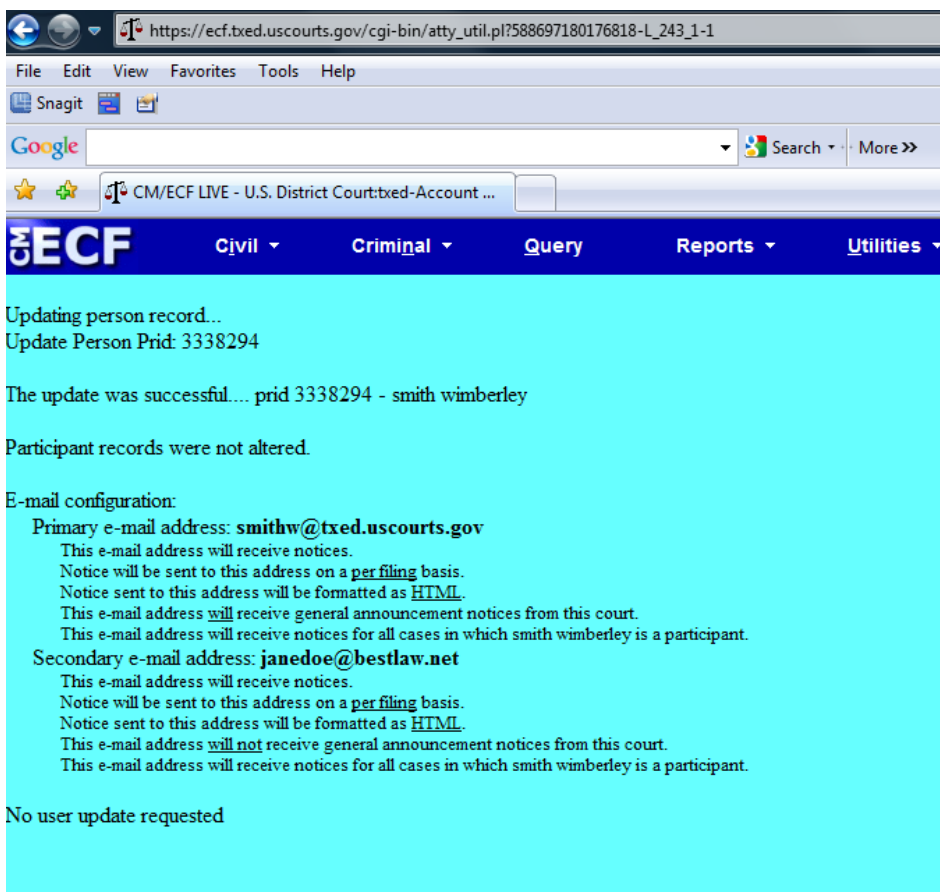 https://ecf.txed.uscourts.gov/cgi-bin/atty_util.pl?588697180176818-L_243_1-1
File Edit View Favorites Tools Help
Snagit
Google Search More >>
CM/ECF LIVE - U.S. District Court:txed-Account ...
CM ECF Civil Criminal Query Reports Utilities
Updating person record...
Update Person Prid: 3338294
The update was successful.... prid 3338294 - smith wimberley
Participant records were not altered.
E-mail configuration:
Primary e-mail address: smithw@txed.uscourts.gov
This e-mail address will receive notices.
Notice will be sent to this address on a per filing basis.
Notice sent to this address will be formatted as HTML.
This e-mail address will receive general announcement notices from this court.
This e-mail address will receive notices for all cases in which smith wimberley is a participant.
Secondary e-mail address: janedoe@bestlaw.net
This e-mail address will receive notices.
Notice will be sent to this address on a per filing basis.
Notice sent to this address will be formatted as HTML.
This e-mail address will not receive general announcement notices from this court.
This e-mail address will receive notices for all cases in which smith wimberley is a participant.
No user update requested